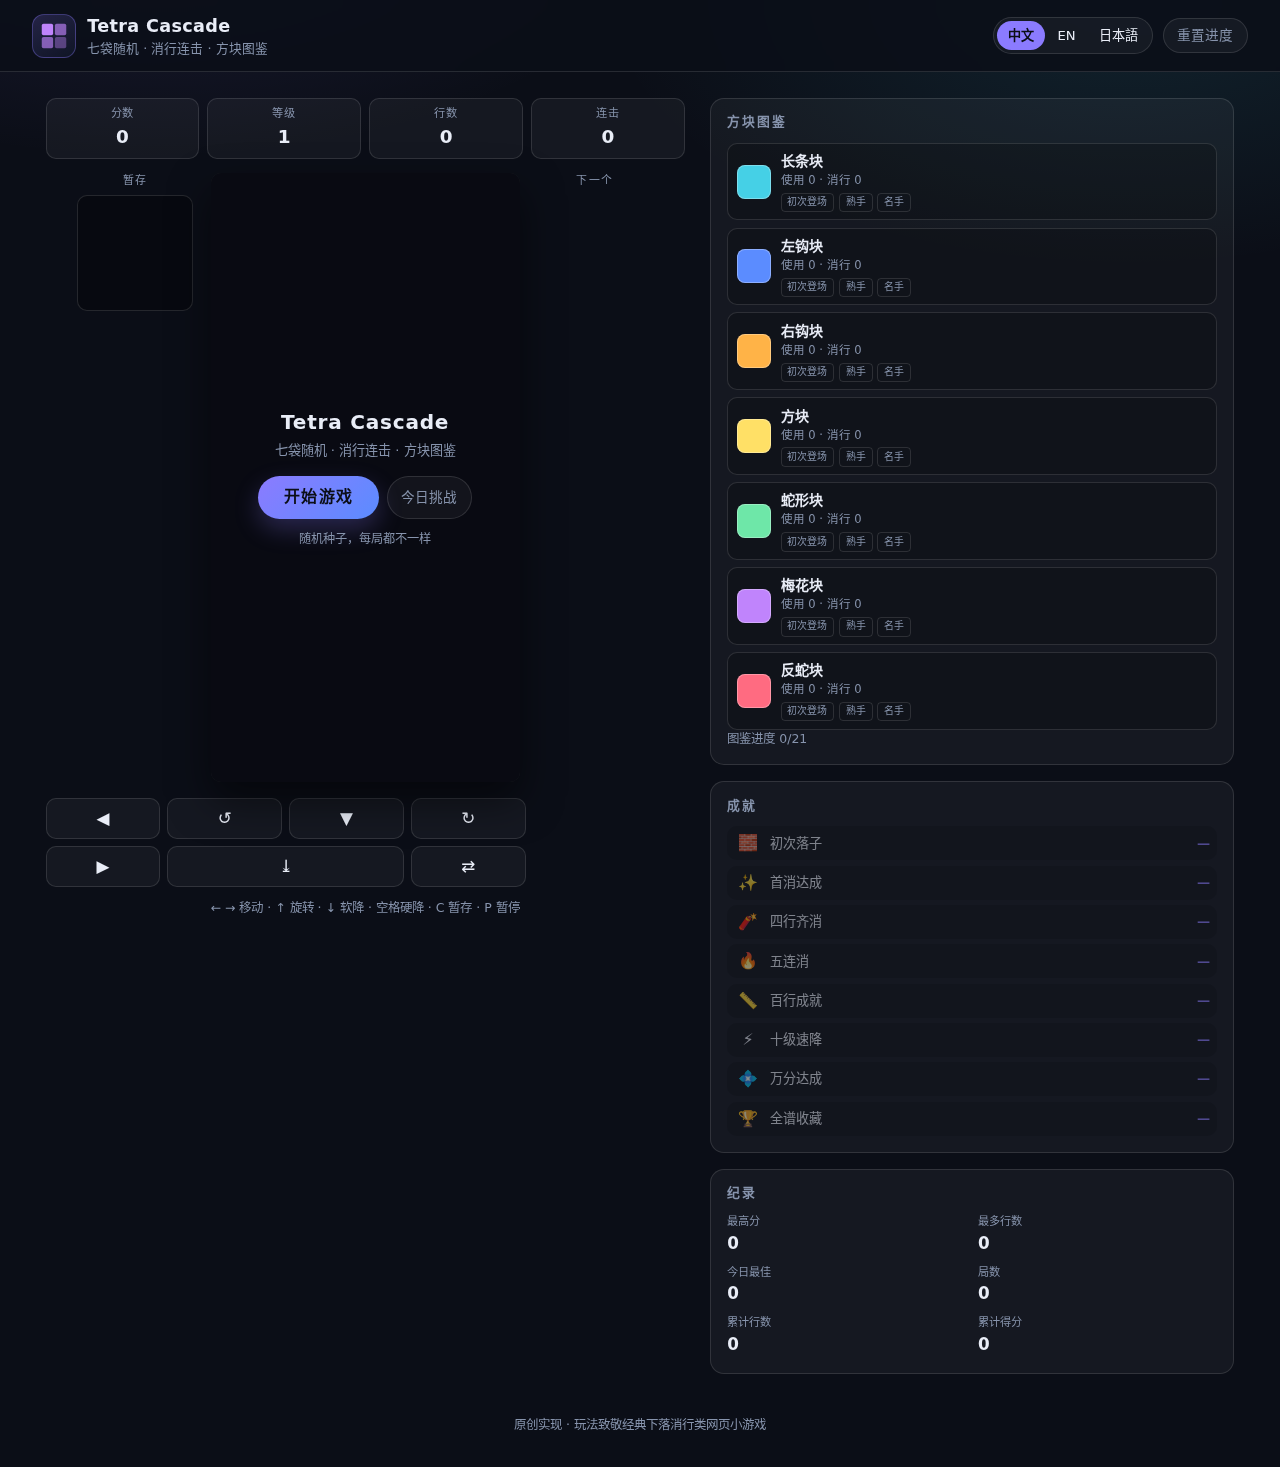 Tetra Cascade
七袋随机 · 消行连击 · 方块图鉴
中文 EN 日本語 重置进度
分数 等级 行数 连击
0 1 0 0
暂存 下一个
Tetra Cascade
七袋随机 · 消行连击 · 方块图鉴
开始游戏 今日挑战
随机种子，每局都不一样
◀ ↺ ▼ ↻
▶ ⤓ ⇄
← → 移动 · ↑ 旋转 · ↓ 软降 · 空格硬降 · C 暂存 · P 暂停
方块图鉴
长条块
使用 0 · 消行 0
初次登场 熟手 名手
左钩块
使用 0 · 消行 0
初次登场 熟手 名手
右钩块
使用 0 · 消行 0
初次登场 熟手 名手
方块
使用 0 · 消行 0
初次登场 熟手 名手
蛇形块
使用 0 · 消行 0
初次登场 熟手 名手
梅花块
使用 0 · 消行 0
初次登场 熟手 名手
反蛇块
使用 0 · 消行 0
初次登场 熟手 名手
图鉴进度 0/21
成就
初次落子 —
首消达成 —
四行齐消 —
五连消 —
百行成就 —
十级速降 —
万分达成 —
全谱收藏 —
纪录
最高分 最多行数
0 0
今日最佳 局数
0 0
累计行数 累计得分
0 0
原创实现 · 玩法致敬经典下落消行类网页小游戏